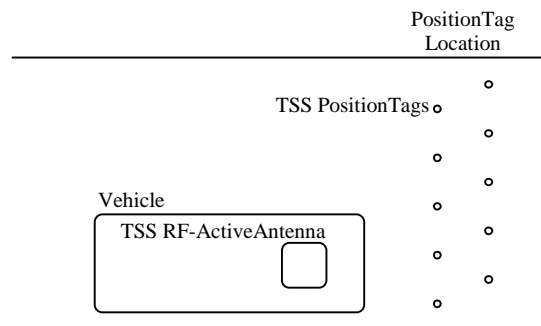 PositionTag
Location
TSS PositionTags
Vehicle
TSS RF-ActiveAntenna